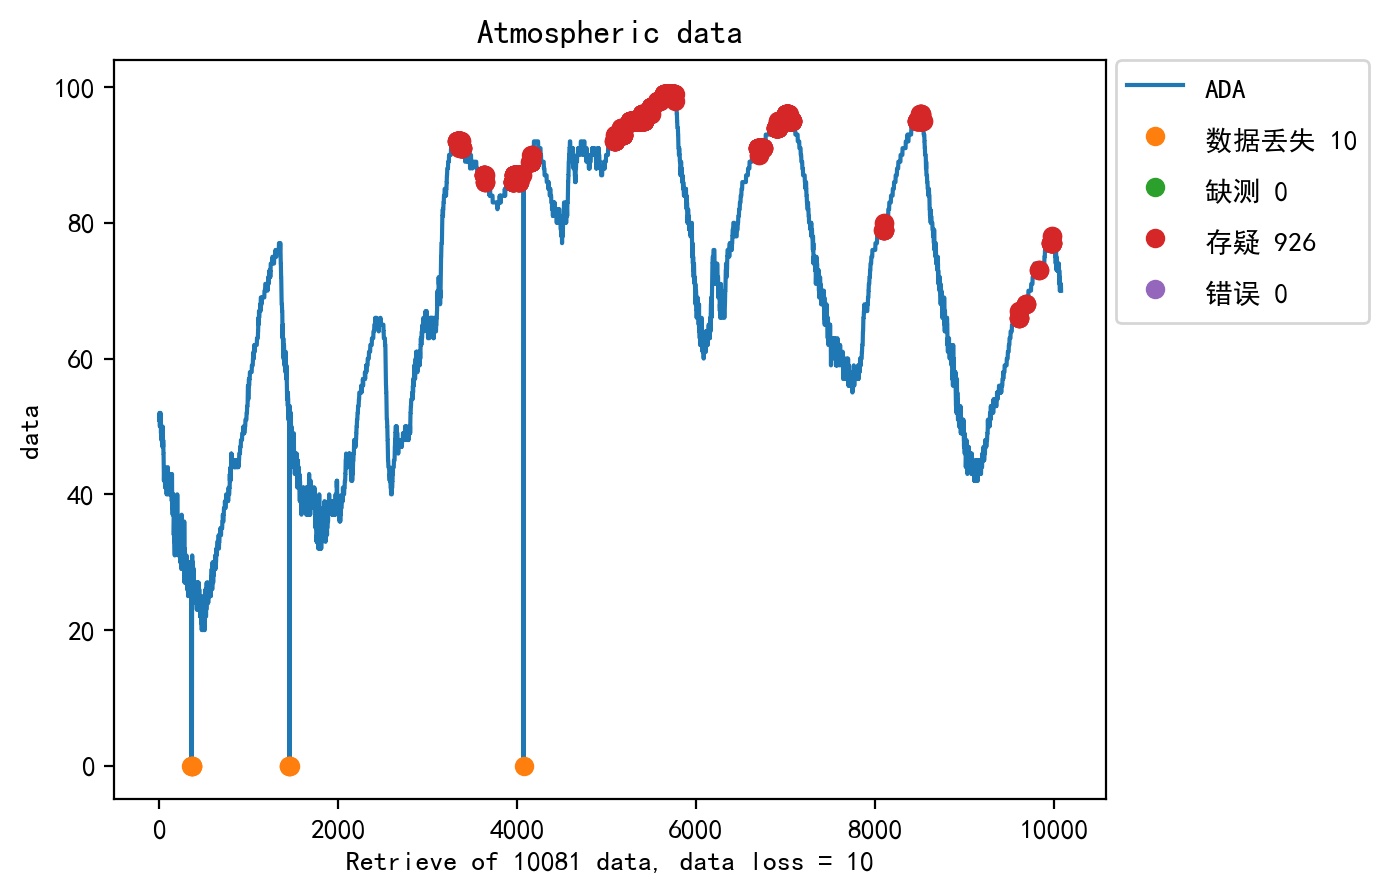 Atmospheric data
ADA
数据丢失 10
缺测 0
存疑 926
错误 0
100
80
60
40
20
0
data
0 2000 4000 6000 8000 10000
Retrieve of 10081 data, data loss = 10